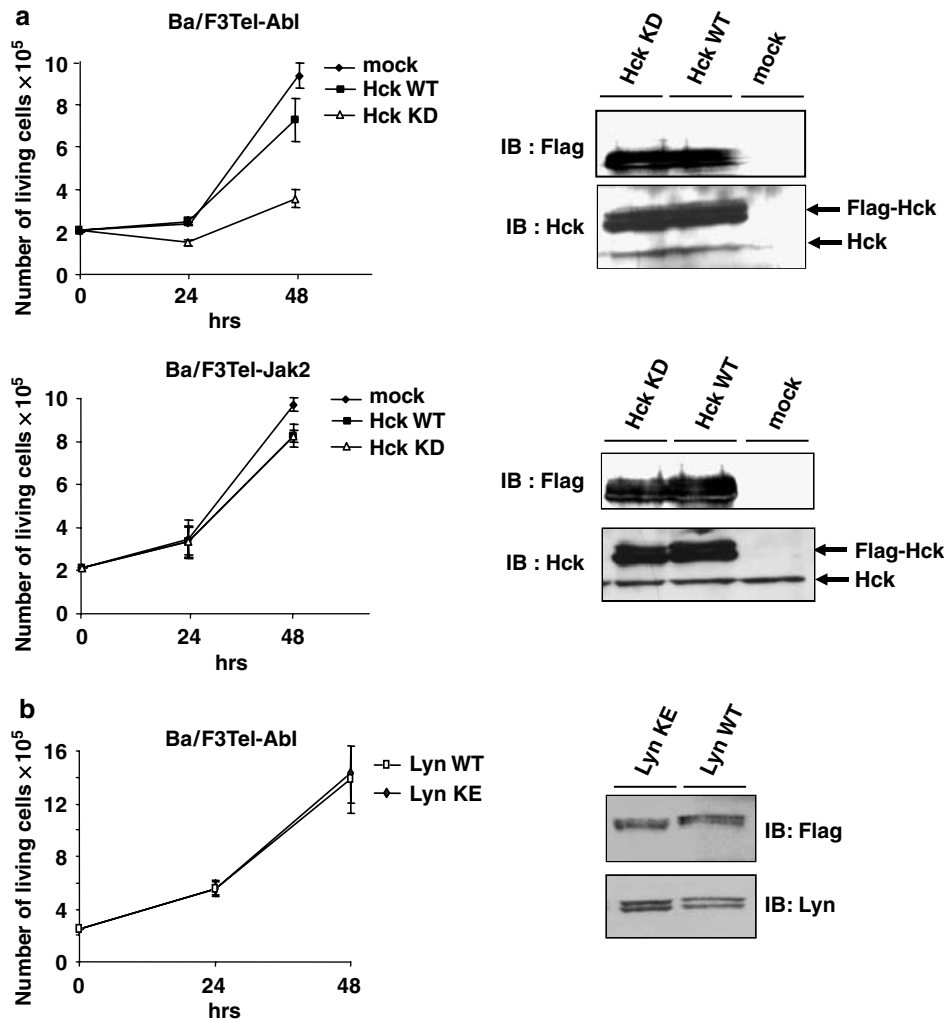 a
Ba/F3Tel-Abl
Number of living cells ×10⁵
10
8
6
4
2
0
0 24 48
hrs
mock
Hck WT
Hck KD
Hck KD Hck WT mock
IB : Flag
IB : Hck
Flag-Hck
Hck
Ba/F3Tel-Jak2
Number of living cells ×10⁵
10
8
6
4
2
0
0 24 48
hrs
mock
Hck WT
Hck KD
Hck KD Hck WT mock
IB : Flag
IB : Hck
Flag-Hck
Hck
b
Ba/F3Tel-Abl
Number of living cells ×10⁵
16
12
8
4
0
0 24 48
hrs
Lyn WT
Lyn KE
Lyn KE Lyn WT
IB: Flag
IB: Lyn